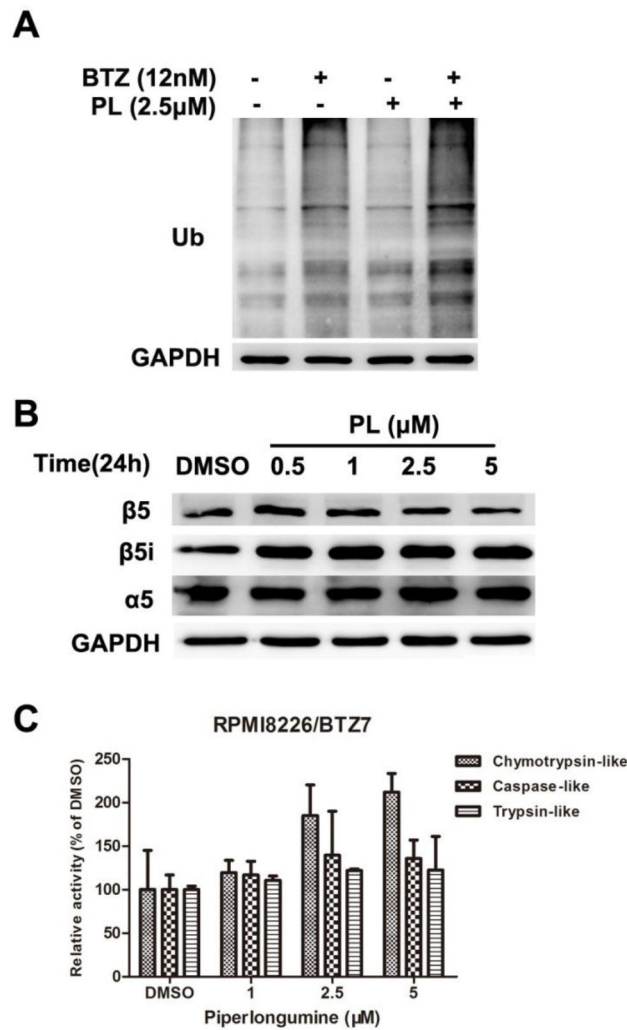 A
BTZ (12nM) - + - +
PL (2.5µM) - - + +
Ub
GAPDH
B
PL (µM)
Time(24h) DMSO 0.5 1 2.5 5
β5
β5i
α5
GAPDH
C
RPMI8226/BTZ7
Relative activity (% of DMSO)
250
200
150
100
50
0
Chymotrypsin-like
Caspase-like
Trypsin-like
DMSO 1 2.5 5
Piperlongumine (µM)